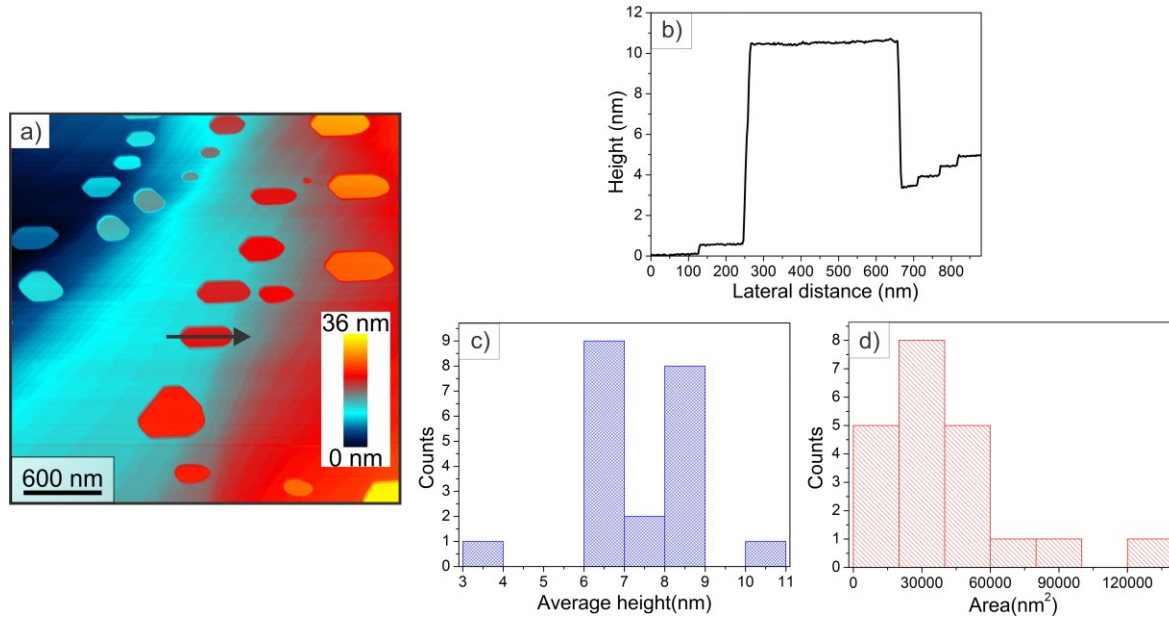 a)
36 nm
0 nm
600 nm
b)
Height (nm)
12
10
8
6
4
2
0
0 100 200 300 400 500 600 700 800
Lateral distance (nm)
c)
Counts
9
8
7
6
5
4
3
2
1
0
3 4 5 6 7 8 9 10 11
Average height(nm)
d)
Counts
8
7
6
5
4
3
2
1
0
0 30000 60000 90000 120000
Area(nm²)